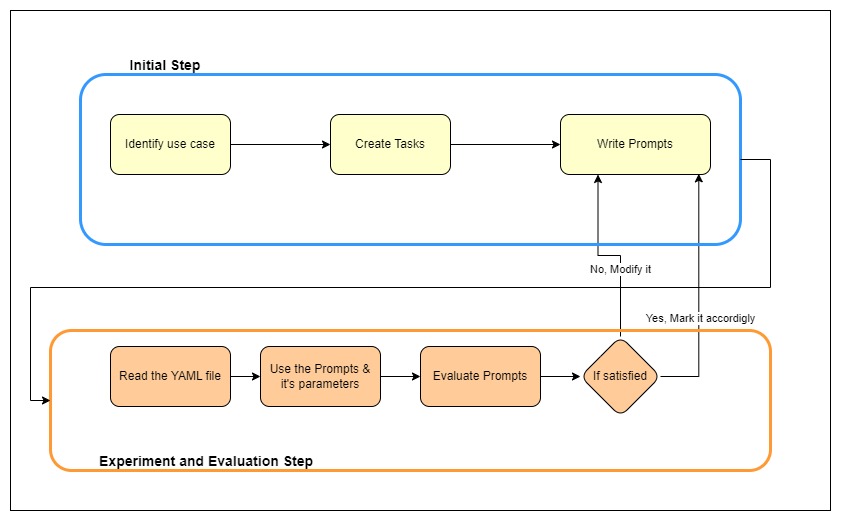 Initial Step
Identify use case
Create Tasks
Write Prompts
No, Modify it
Yes, Mark it accordigly
Read the YAML file
Use the Prompts &
it's parameters
Evaluate Prompts
If satisfied
Experiment and Evaluation Step